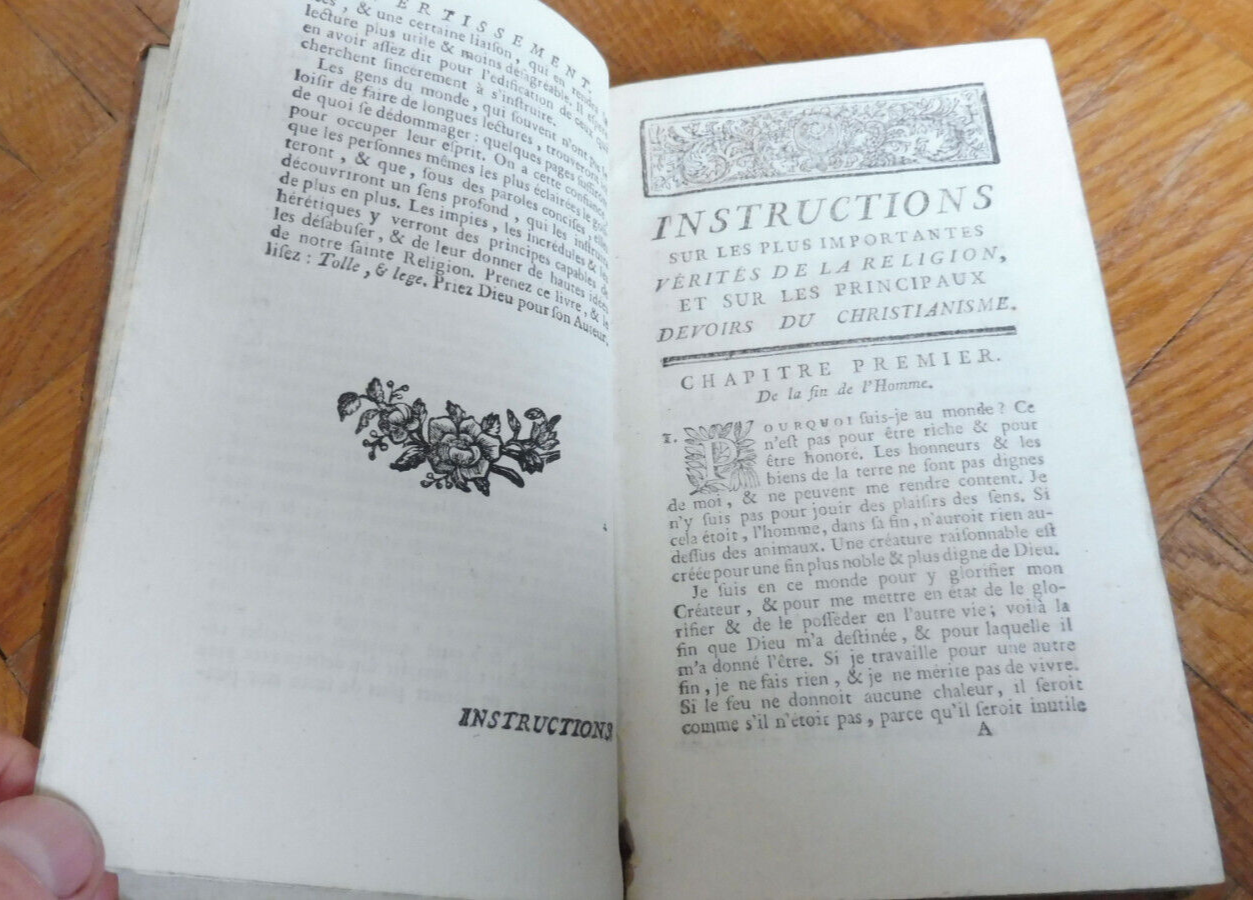 ERTISSEMENT.
, & une certaine liaiſon, qui en rendra la
lecture plus utile & moins déſagréable. Il eſpère
en avoir aſſez dit pour l'édification de ceux qui
cherchent ſincèrement à s'inſtruire.
Les gens du monde, qui ſouvent n'ont pas le
loiſir de faire de longues lectures, trouveront ici
de quoi ſe dédommager: quelques pages ſuffiront
pour occuper leur eſprit. On a cette confiance,
que les perſonnes mêmes les plus éclairées le goû-
teront, & que, ſous des paroles conciſes, elles
découvriront un ſens profond, qui les inſtruira
de plus en plus. Les impies, les incrédules & les
hérétiques y verront des principes capables de
les déſabuſer, & de leur donner de hautes idées
de notre ſainte Religion. Prenez ce livre, & le
liſez: Tolle, & lege. Priez Dieu pour ſon Auteur.
INSTRUCTIONS
INSTRUCTIONS
SUR LES PLUS IMPORTANTES
VÉRITÉS DE LA RELIGION,
ET SUR LES PRINCIPAUX
DEVOIRS DU CHRISTIANISME.
CHAPITRE PREMIER.
De la fin de l'Homme.
I. POURQUOI ſuis-je au monde? Ce
n'eſt pas pour être riche & pour
être honoré. Les honneurs & les
biens de la terre ne ſont pas dignes
de moi, & ne peuvent me rendre content. Je
n'y ſuis pas pour jouir des plaiſirs des ſens. Si
cela étoit, l'homme, dans ſa fin, n'auroit rien au-
deſſus des animaux. Une créature raiſonnable eſt
créée pour une fin plus noble & plus digne de Dieu.
Je ſuis en ce monde pour y glorifier mon
Créateur, & pour me mettre en état de le glo-
rifier & de le poſſéder en l'autre vie; voilà la
fin que Dieu m'a deſtinée, & pour laquelle il
m'a donné l'être. Si je travaille pour une autre
fin, je ne fais rien, & je ne mérite pas de vivre.
Si le feu ne donnoit aucune chaleur, il ſeroit
comme s'il n'étoit pas, parce qu'il ſeroit inutile
A